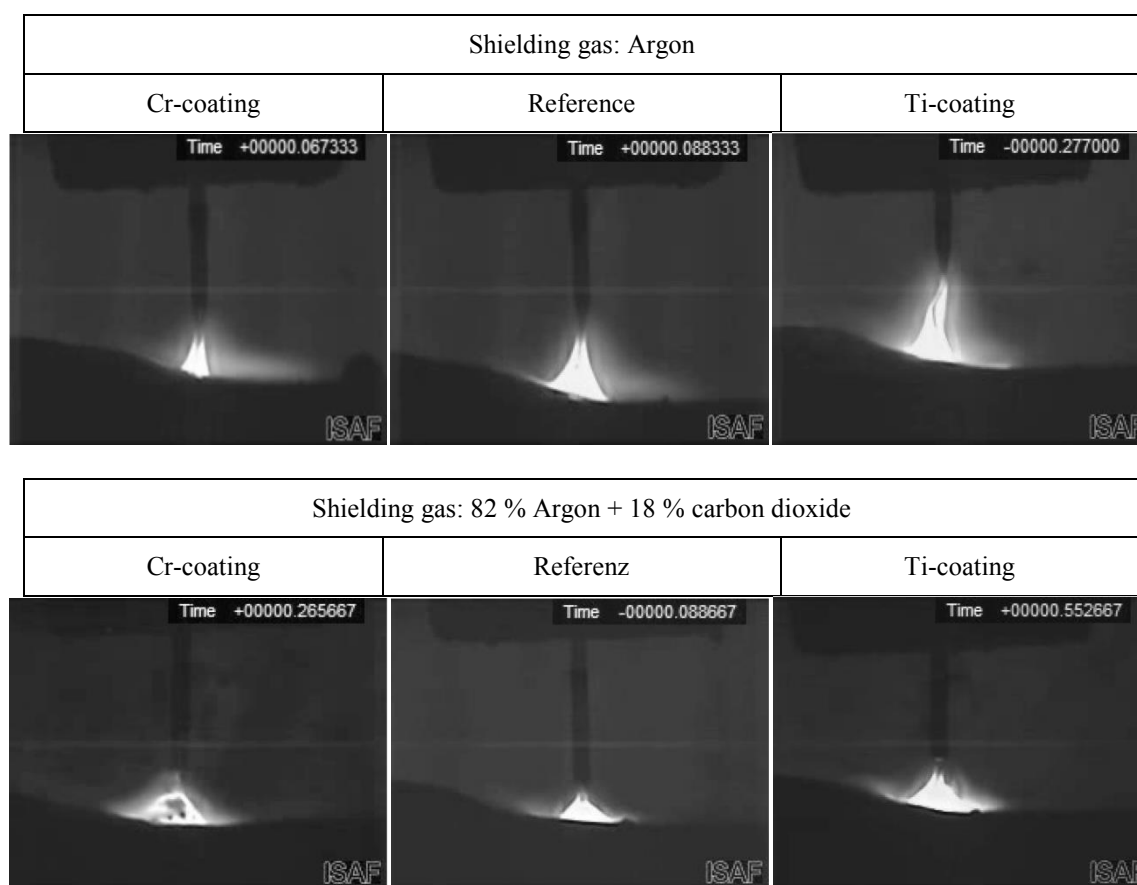 Shielding gas: Argon
Cr-coating Reference Ti-coating
Time +00000.067333 Time +00000.088333 Time -00000.277000
ISAF ISAF ISAF
Shielding gas: 82 % Argon + 18 % carbon dioxide
Cr-coating Referenz Ti-coating
Time +00000.265667 Time -00000.088667 Time +00000.552667
ISAF ISAF ISAF